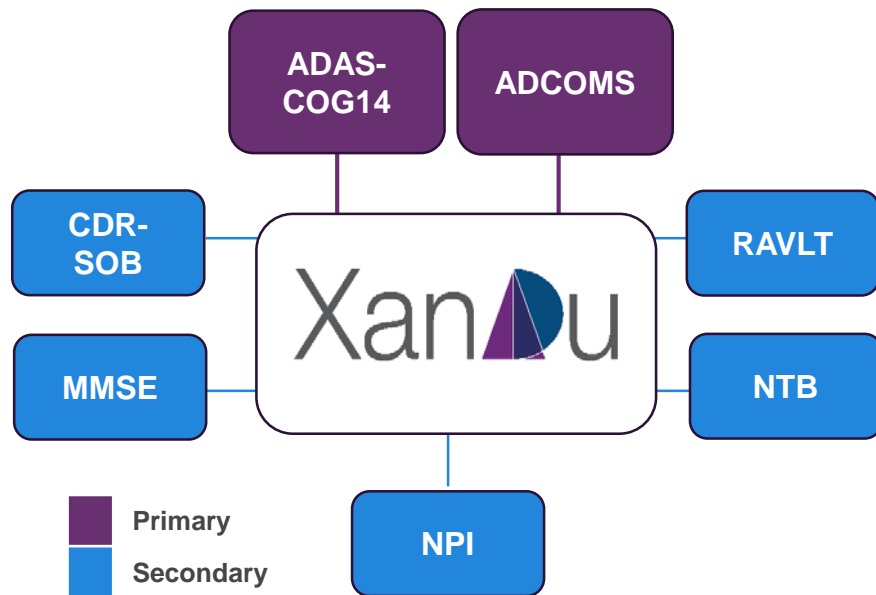 ADAS-
COG14
ADCOMS
CDR-
SOB
RAVLT
XanADu
MMSE
NTB
NPI
Primary
Secondary